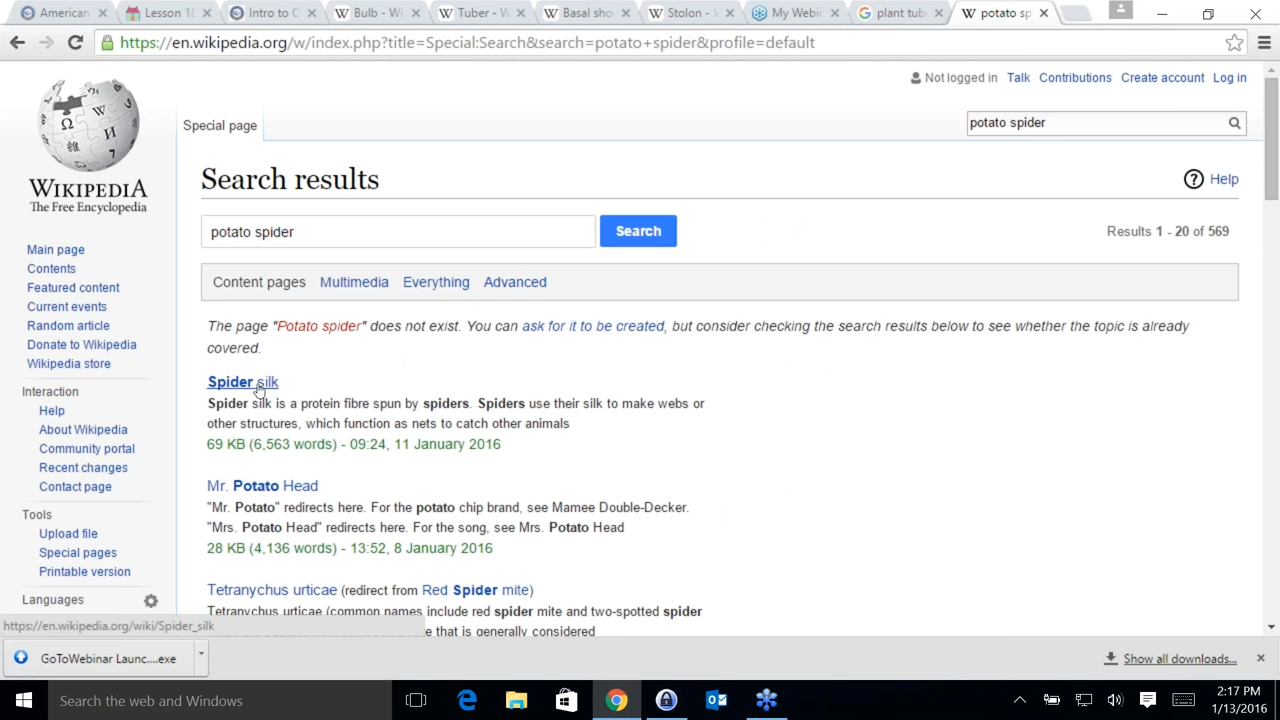 American
Lesson 18
Intro to C
Bulb - Wi
Tuber - W
Basal sho
Stolon - 
My Webin
plant tub
potato sp
https://en.wikipedia.org/w/index.php?title=Special:Search&search=potato+spider&profile=default
Not logged in Talk Contributions Create account Log in
Special page
potato spider
WIKIPEDIA
The Free Encyclopedia
Search results
Help
potato spider
Search
Results 1 - 20 of 569
Content pages Multimedia Everything Advanced
The page "Potato spider" does not exist. You can ask for it to be created, but consider checking the search results below to see whether the topic is already
covered.
Spider silk
Spider silk is a protein fibre spun by spiders. Spiders use their silk to make webs or
other structures, which function as nets to catch other animals
69 KB (6,563 words) - 09:24, 11 January 2016
Mr. Potato Head
"Mr. Potato" redirects here. For the potato chip brand, see Mamee Double-Decker.
"Mrs. Potato Head" redirects here. For the song, see Mrs. Potato Head
28 KB (4,136 words) - 13:52, 8 January 2016
Tetranychus urticae (redirect from Red Spider mite)
Tetranychus urticae (common names include red spider mite and two-spotted spider
e that is generally considered
Main page
Contents
Featured content
Current events
Random article
Donate to Wikipedia
Wikipedia store
Interaction
Help
About Wikipedia
Community portal
Recent changes
Contact page
Tools
Upload file
Special pages
Printable version
Languages
https://en.wikipedia.org/wiki/Spider_silk
GoToWebinar Launc....exe
Show all downloads...
Search the web and Windows
2:17 PM
1/13/2016